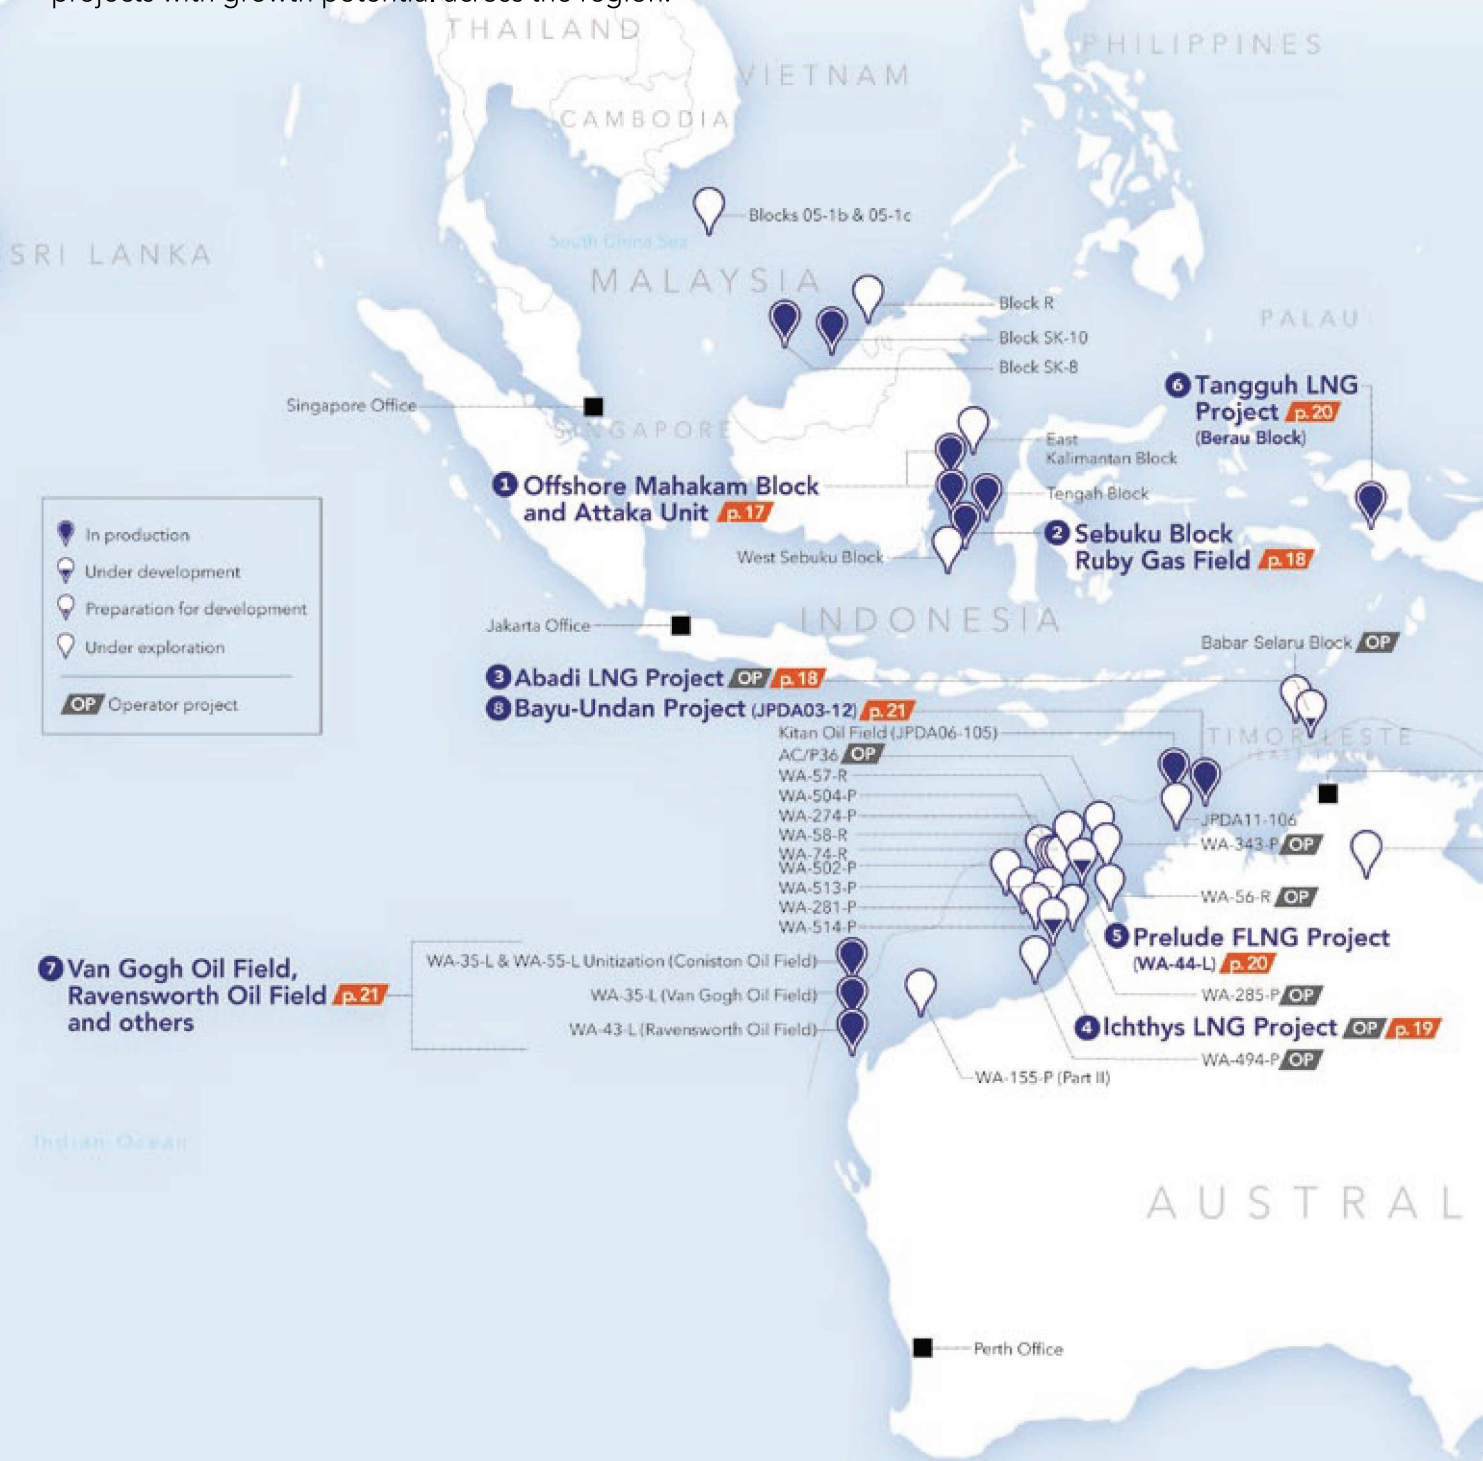 projects with growth potential across the region.
THAILAND
PHILIPPINES
VIETNAM
CAMBODIA
Blocks 05-1b & 05-1c
South China Sea
SRI LANKA
MALAYSIA
Block R
PALAU
Block SK-10
Block SK-8
6 Tangguh LNG
Project p.20
(Berau Block)
Singapore Office
SINGAPORE
East
Kalimantan Block
1 Offshore Mahakam Block
and Attaka Unit p.17
Tengah Block
2 Sebuku Block
Ruby Gas Field p.18
West Sebuku Block
In production
Under development
Preparation for development
Under exploration
OP Operator project
INDONESIA
Jakarta Office
Babar Selaru Block OP
3 Abadi LNG Project OP p.18
8 Bayu-Undan Project (JPDA03-12) p.21
Kitan Oil Field (JPDA06-105)
TIMOR-LESTE
(EAST TIMOR)
AC/P36 OP
WA-57-R
WA-504-P
WA-274-P
WA-58-R
WA-74-R
WA-502-P
WA-513-P
WA-281-P
WA-514-P
JPDA11-106
WA-343-P OP
WA-56-R OP
5 Prelude FLNG Project
(WA-44-L) p.20
7 Van Gogh Oil Field,
Ravensworth Oil Field p.21
and others
WA-35-L & WA-55-L Unitization (Coniston Oil Field)
WA-35-L (Van Gogh Oil Field)
WA-43-L (Ravensworth Oil Field)
WA-285-P OP
4 Ichthys LNG Project OP p.19
WA-494-P OP
WA-155-P (Part II)
Indian Ocean
AUSTRAL
Perth Office